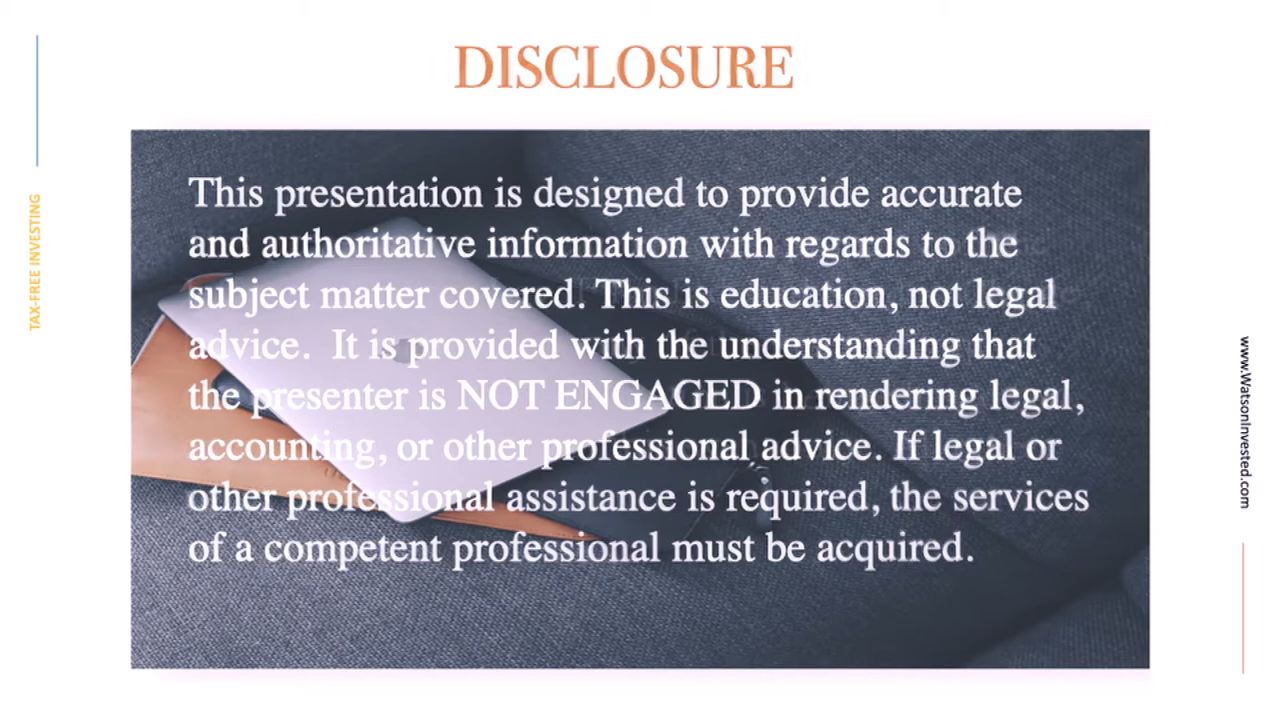 DISCLOSURE
TAX-FREE INVESTING
This presentation is designed to provide accurate
and authoritative information with regards to the
subject matter covered. This is education, not legal
advice.  It is provided with the understanding that
the presenter is NOT ENGAGED in rendering legal,
accounting, or other professional advice. If legal or
other professional assistance is required, the services
of a competent professional must be acquired.
www.WatsonInvested.com